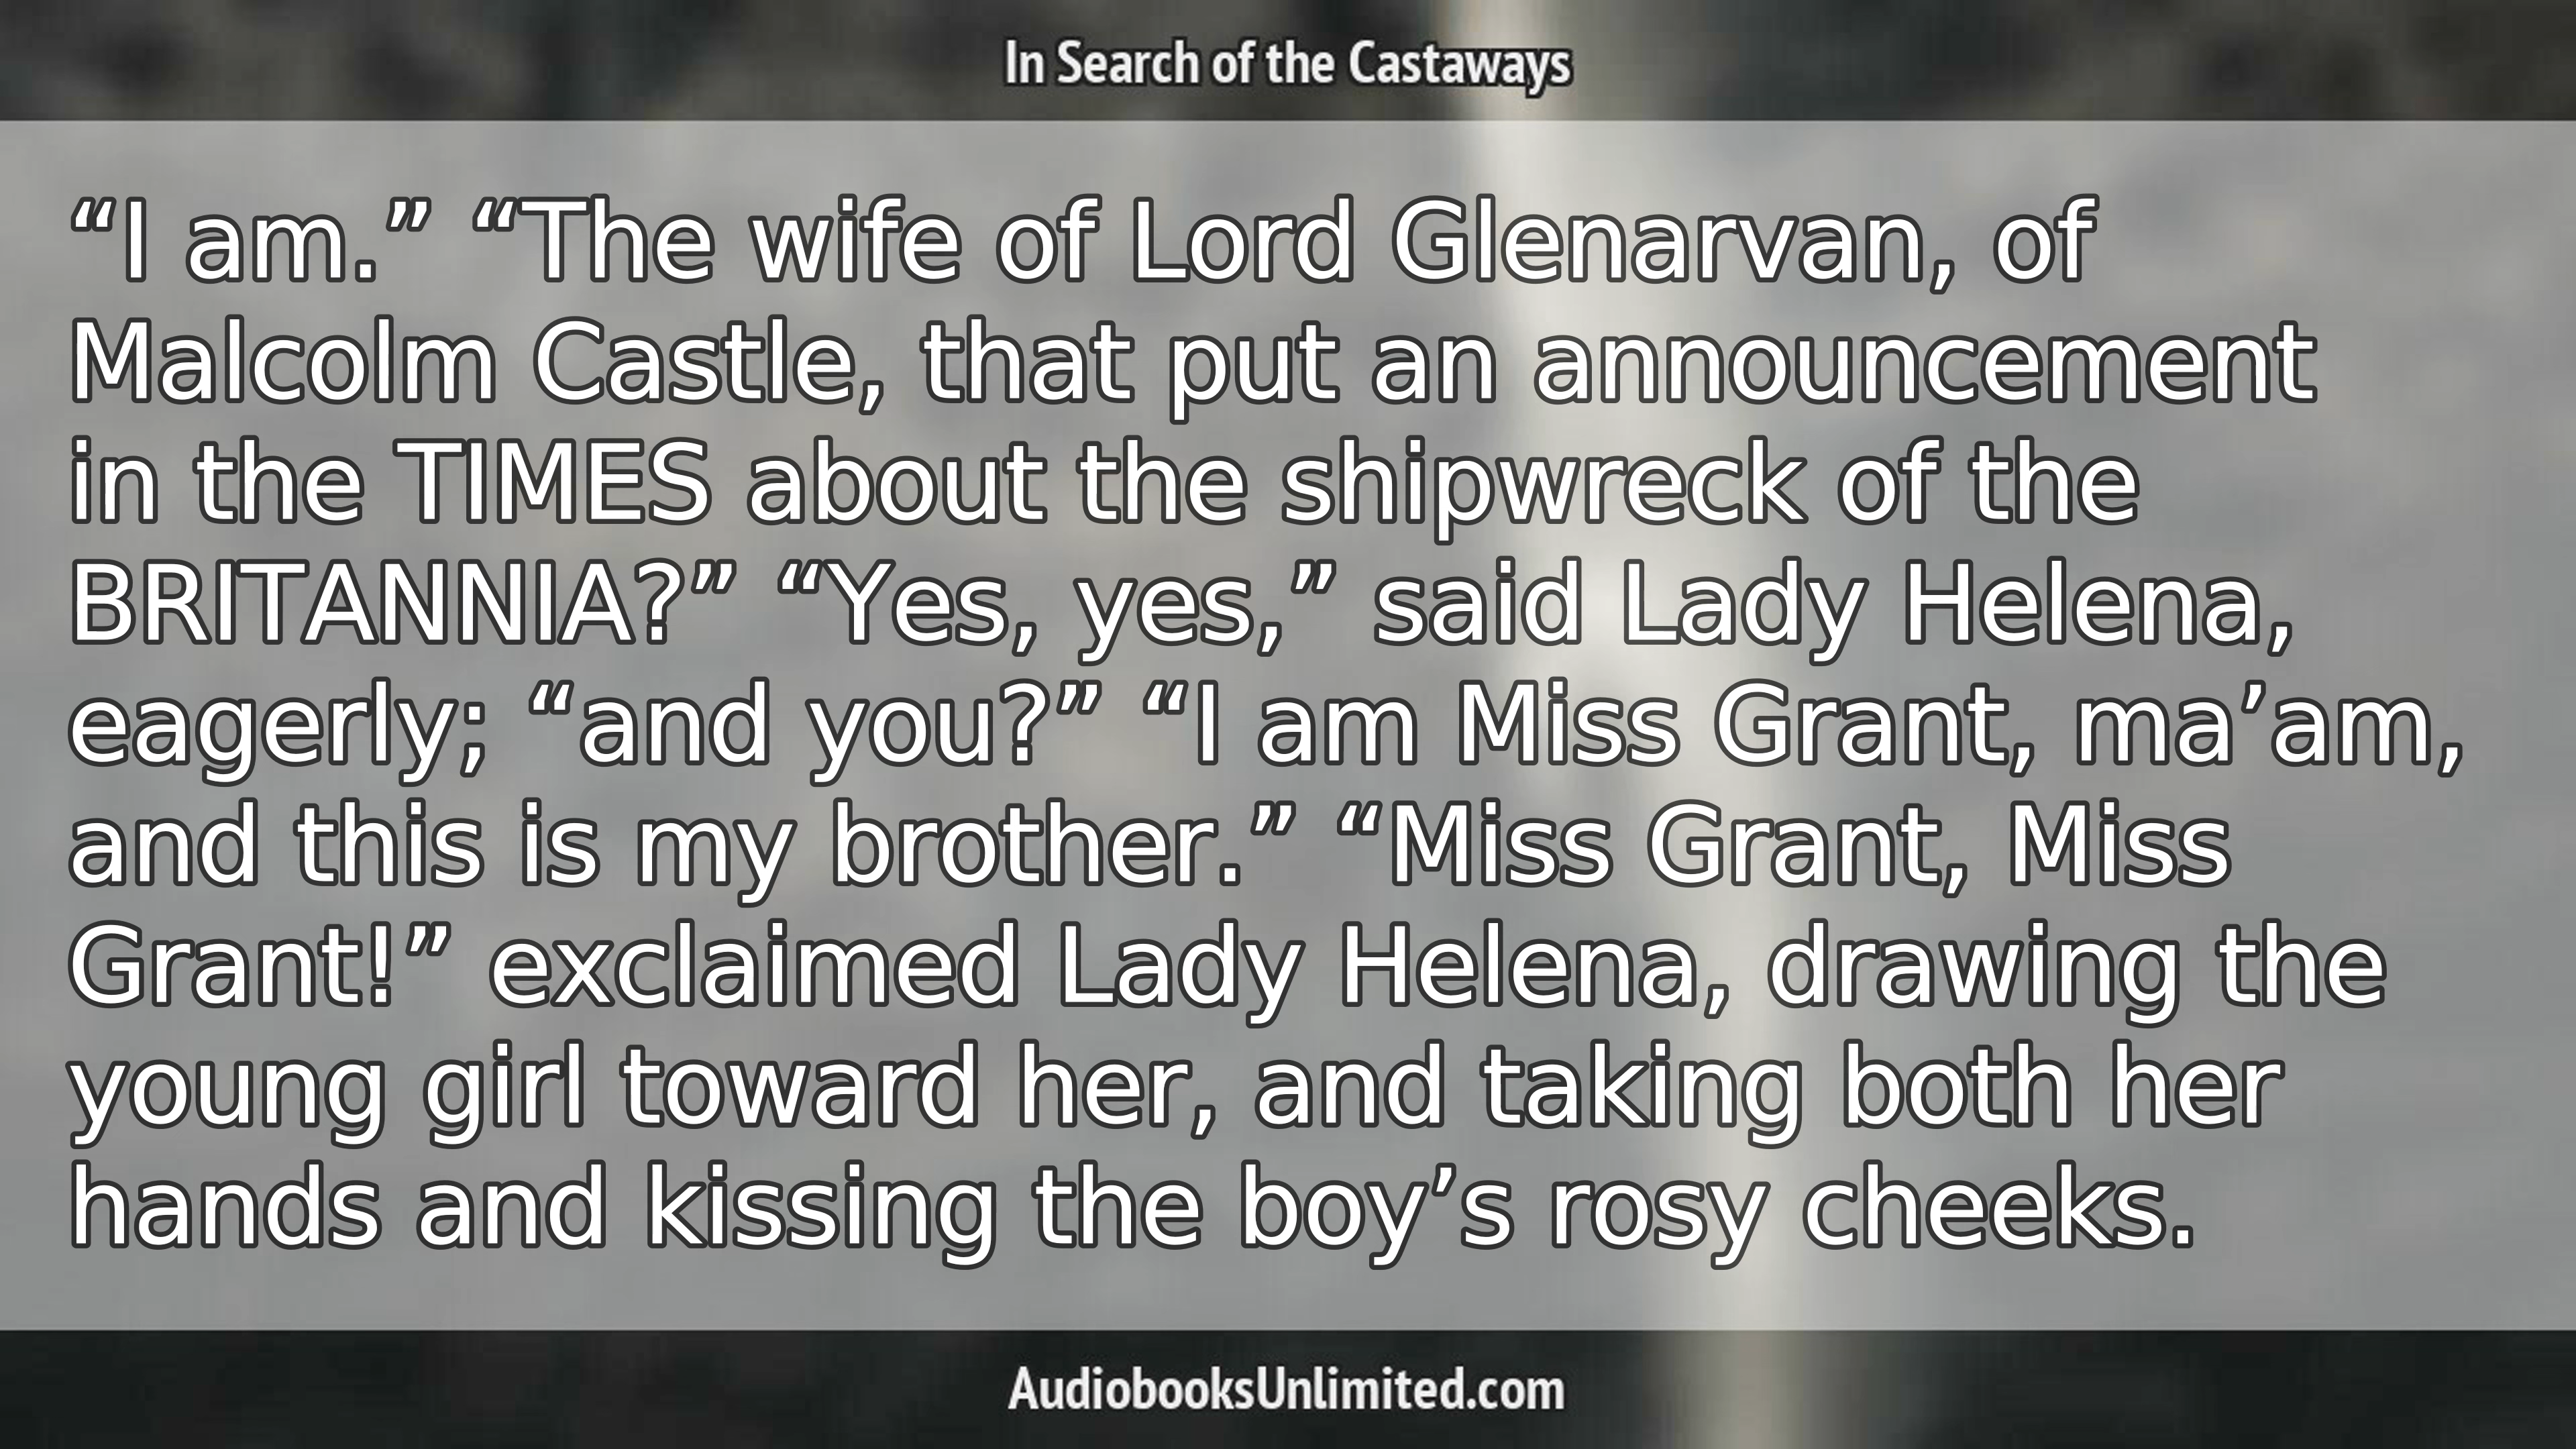 In Search of the Castaways
“I am.” “The wife of Lord Glenarvan, of
Malcolm Castle, that put an announcement
in the TIMES about the shipwreck of the
BRITANNIA?” “Yes, yes,” said Lady Helena,
eagerly; “and you?” “I am Miss Grant, ma’am,
and this is my brother.” “Miss Grant, Miss
Grant!” exclaimed Lady Helena, drawing the
young girl toward her, and taking both her
hands and kissing the boy’s rosy cheeks.
AudiobooksUnlimited.com